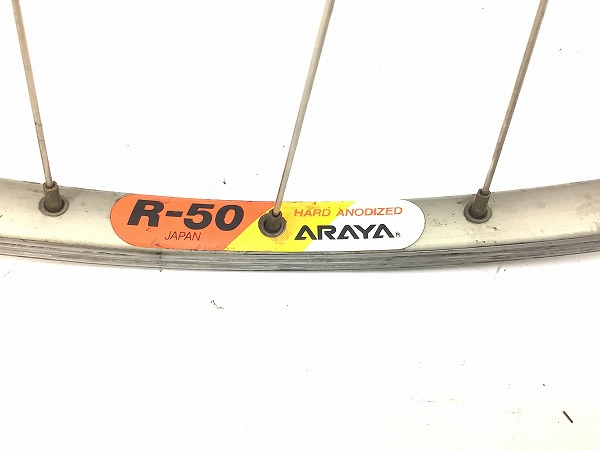 R-50
JAPAN
HARD ANODIZED
ARAYA R